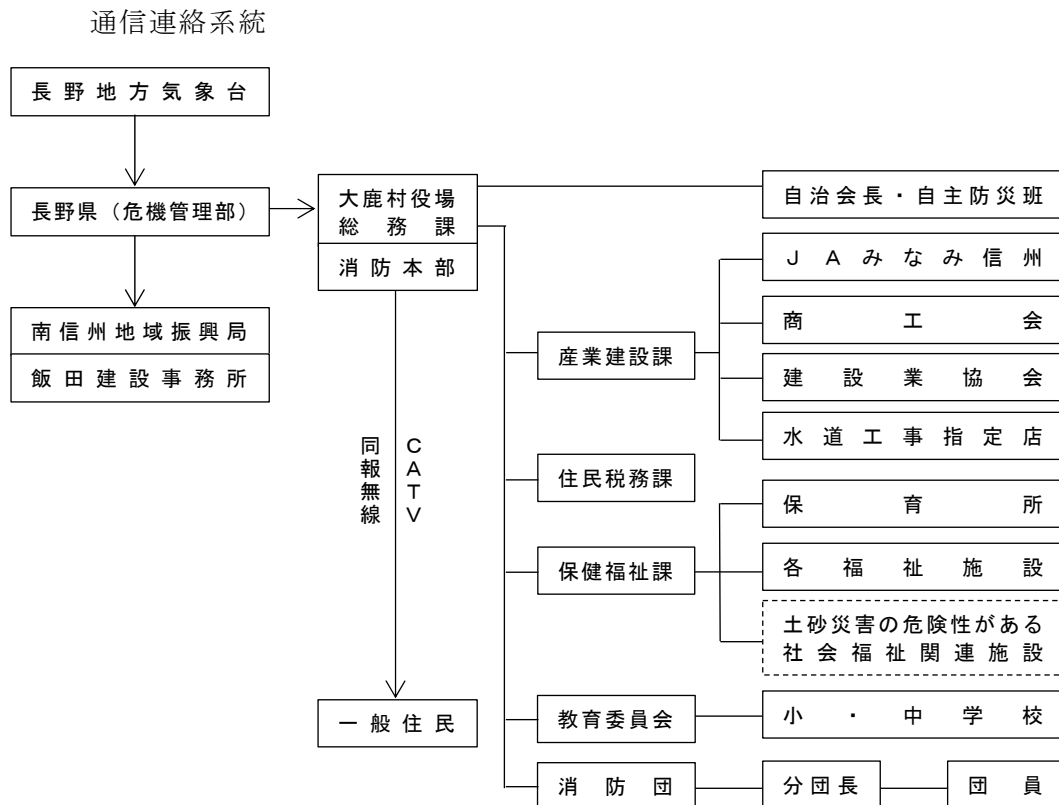 通信連絡系統
長野地方気象台
長野県（危機管理部）
南信州地域振興局
飯田建設事務所
大鹿村役場
総務課
消防本部
同報無線
ＣＡＴＶ
一般住民
自治会長・自主防災班
産業建設課
ＪＡみなみ信州
商工会
建設業協会
水道工事指定店
住民税務課
保健福祉課
保育所
各福祉施設
土砂災害の危険性がある
社会福祉関連施設
教育委員会
小・中学校
消防団
分団長
団員